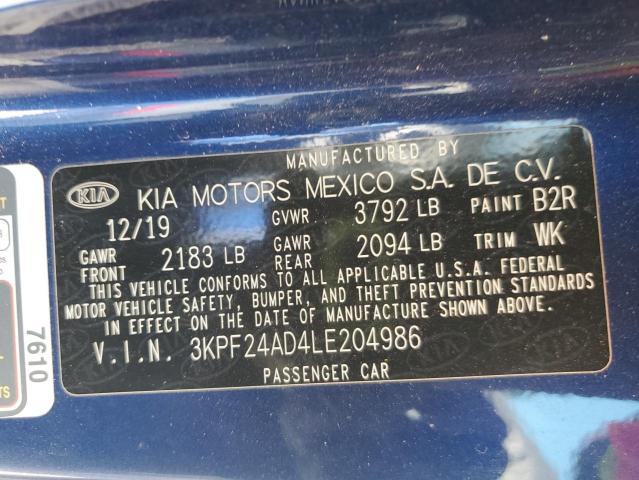 MANUFACTURED BY
KIA KIA MOTORS MEXICO S.A. DE C.V.
12/19 GVWR 3792 LB PAINT B2R
GAWR FRONT 2183 LB GAWR REAR 2094 LB TRIM WK
THIS VEHICLE CONFORMS TO ALL APPLICABLE U.S.A. FEDERAL
MOTOR VEHICLE SAFETY, BUMPER, AND THEFT PREVENTION STANDARDS
IN EFFECT ON THE DATE OF MANUFACTURE SHOWN ABOVE.
V.I.N. 3KPF24AD4LE204986
PASSENGER CAR
7610